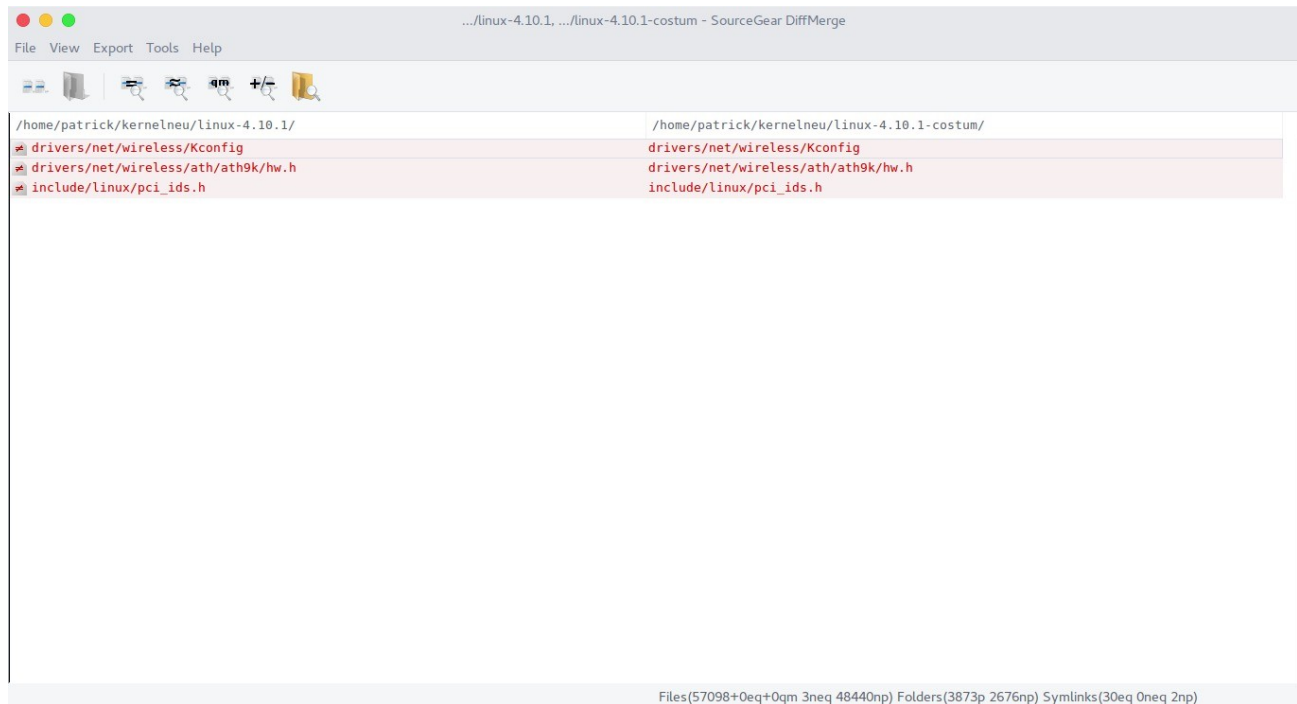 .../linux-4.10.1, .../linux-4.10.1-costum - SourceGear DiffMerge
File View Export Tools Help
= qm +/-
/home/patrick/kernelneu/linux-4.10.1/ /home/patrick/kernelneu/linux-4.10.1-costum/
≠ drivers/net/wireless/Kconfig drivers/net/wireless/Kconfig
≠ drivers/net/wireless/ath/ath9k/hw.h drivers/net/wireless/ath/ath9k/hw.h
≠ include/linux/pci_ids.h include/linux/pci_ids.h
Files(57098+0eq+0qm 3neq 48440np) Folders(3873p 2676np) Symlinks(30eq 0neq 2np)